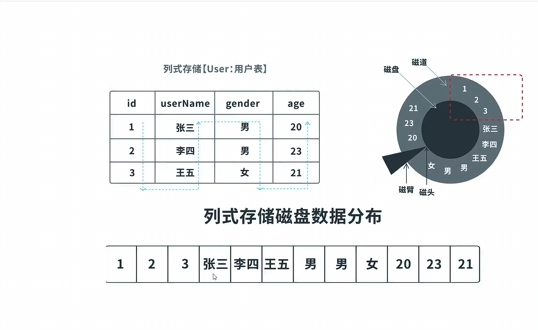 列式存储【User：用户表】
id userName gender age
1 张三 男 20
2 李四 男 23
3 王五 女 21
磁盘
磁道
1
2
3
张三
李四
王五
男
男
女
20
23
21
磁臂
磁头
列式存储磁盘数据分布
1 2 3 张三 李四 王五 男 男 女 20 23 21